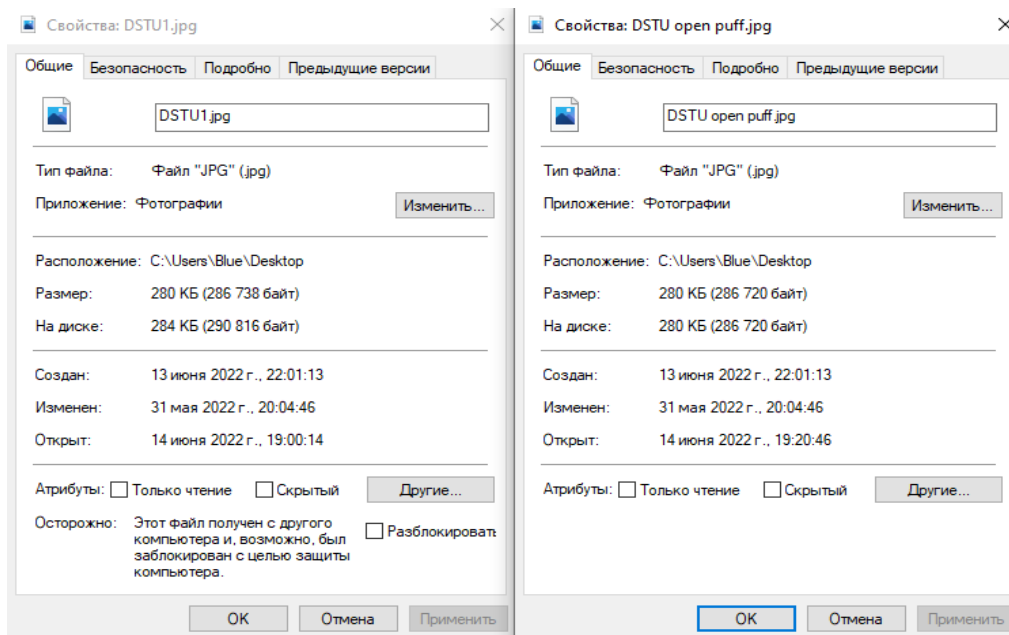 Свойства: DSTU1.jpg
Общие Безопасность Подробно Предыдущие версии
DSTU1.jpg
Тип файла: Файл "JPG" (.jpg)
Приложение: Фотографии Изменить...
Расположение: C:\Users\Blue\Desktop
Размер: 280 КБ (286 738 байт)
На диске: 284 КБ (290 816 байт)
Создан: 13 июня 2022 г., 22:01:13
Изменен: 31 мая 2022 г., 20:04:46
Открыт: 14 июня 2022 г., 19:00:14
Атрибуты: Только чтение Скрытый Другие...
Осторожно: Этот файл получен с другого
компьютера и, возможно, был
заблокирован с целью защиты
компьютера.
Разблокировать
OK Отмена Применить
Свойства: DSTU open puff.jpg
Общие Безопасность Подробно Предыдущие версии
DSTU open puff.jpg
Тип файла: Файл "JPG" (.jpg)
Приложение: Фотографии Изменить...
Расположение: C:\Users\Blue\Desktop
Размер: 280 КБ (286 720 байт)
На диске: 280 КБ (286 720 байт)
Создан: 13 июня 2022 г., 22:01:13
Изменен: 31 мая 2022 г., 20:04:46
Открыт: 14 июня 2022 г., 19:20:46
Атрибуты: Только чтение Скрытый Другие...
OK Отмена Применить